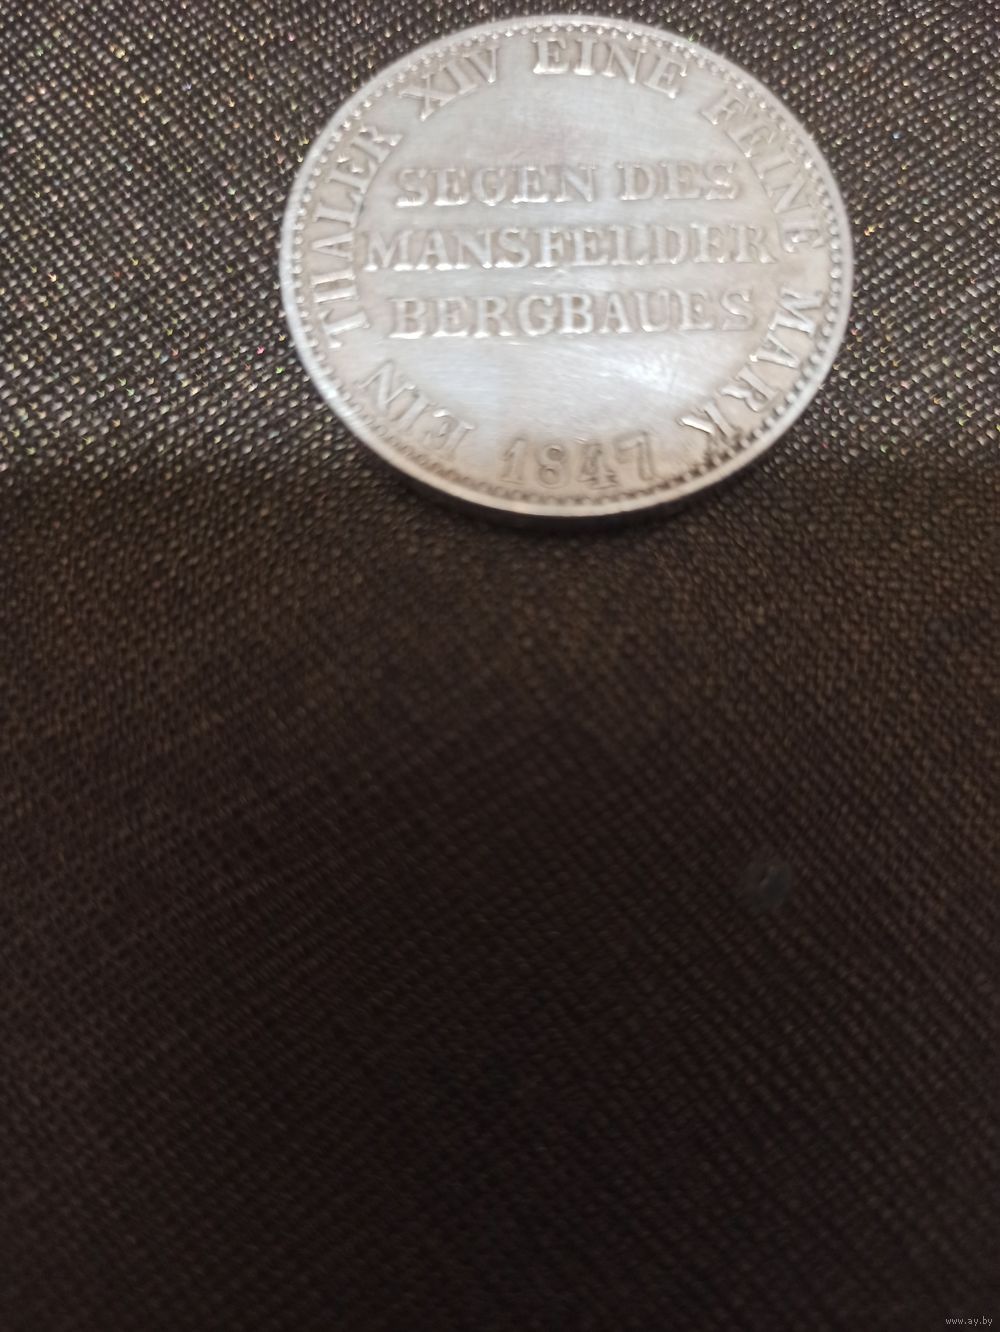 EIN THALER XIV EINE FEINE MARK
SEGEN DES
MANSFELDER
BERGBAUES
1847
www.ay.by